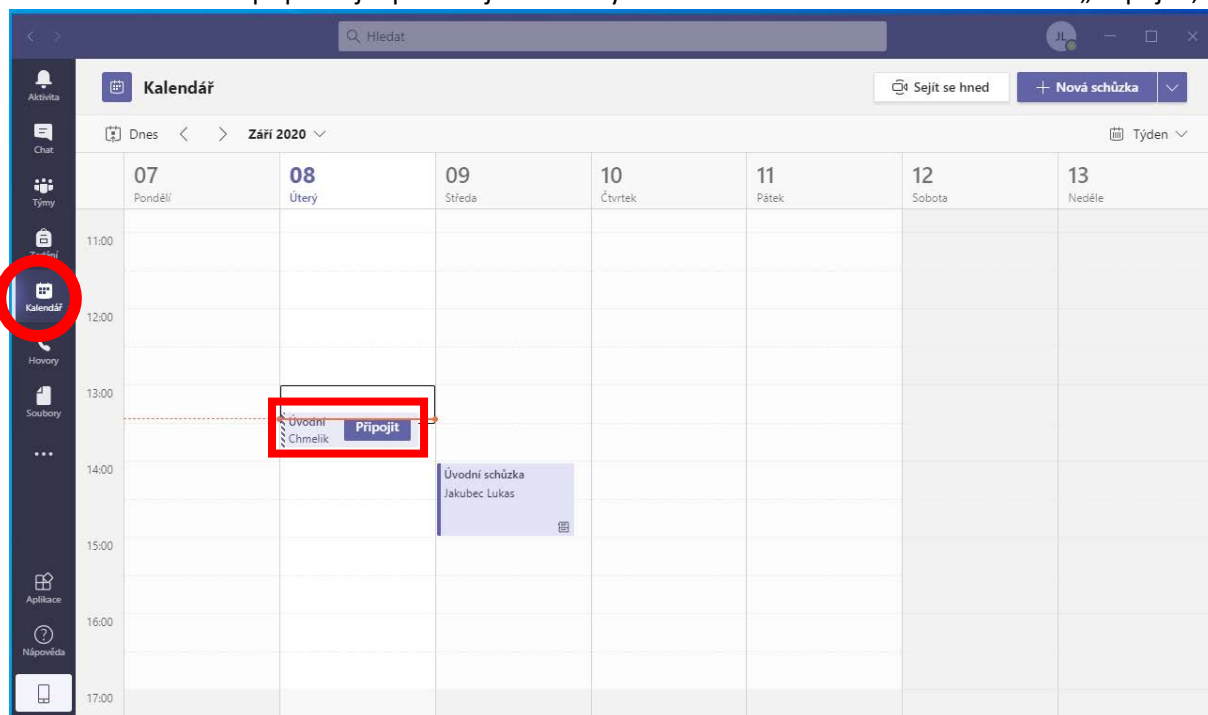 Hledat
JL
Aktivita
Chat
Týmy
Kalendář
Hovory
Soubory
Aplikace
Nápověda
Kalendář
Sejít se hned
+ Nová schůzka
Dnes
Září 2020
Týden
07 08 09 10 11 12 13
Pondělí Úterý Středa Čtvrtek Pátek Sobota Neděle
11:00
12:00
13:00
Úvodní
Chmelik
Připojit
14:00
Úvodní schůzka
Jakubec Lukas
15:00
16:00
17:00